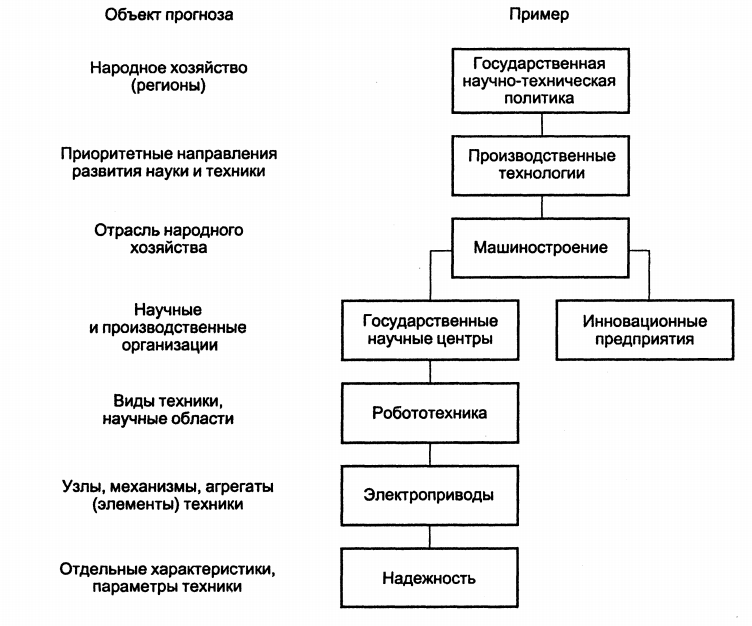 Объект прогноза
Пример
Народное хозяйство
(регионы)
Государственная
научно-техническая
политика
Приоритетные направления
развития науки и техники
Производственные
технологии
Отрасль народного
хозяйства
Машиностроение
Научные
и производственные
организации
Государственные
научные центры
Инновационные
предприятия
Виды техники,
научные области
Робототехника
Узлы, механизмы, агрегаты
(элементы) техники
Электроприводы
Отдельные характеристики,
параметры техники
Надежность